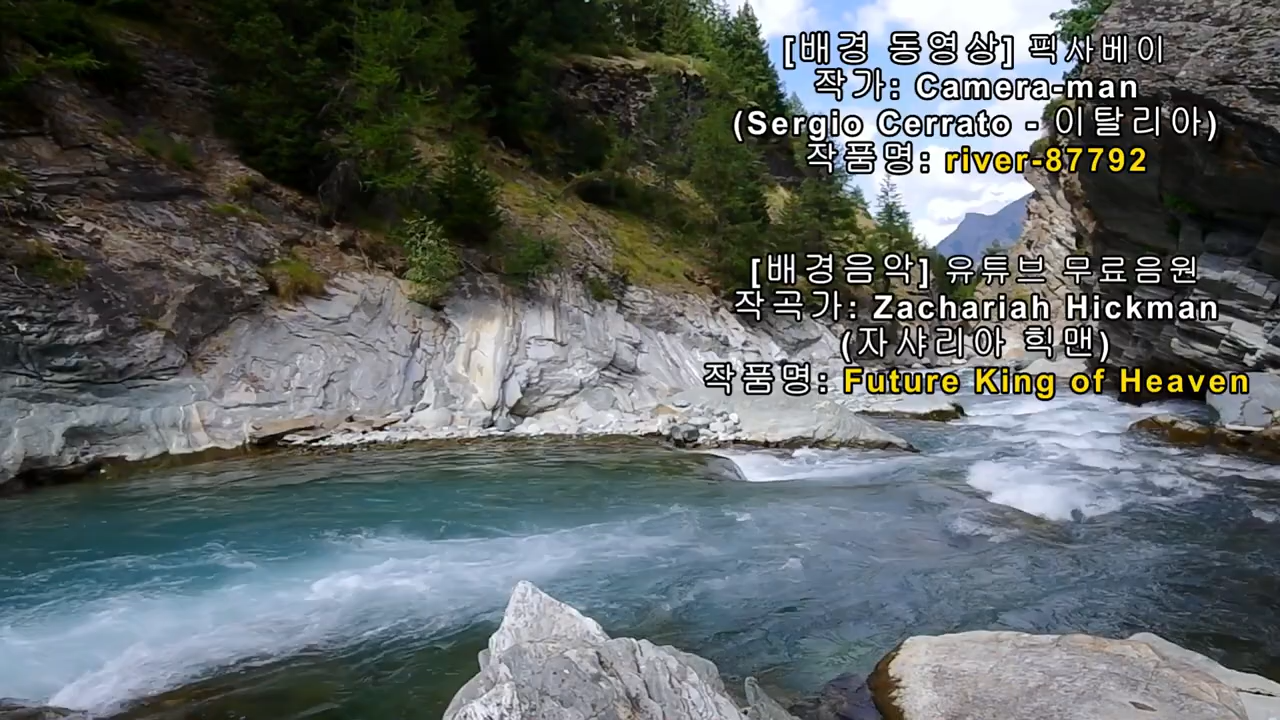 [배경 동영상] 픽사베이
작가: Camera-man
(Sergio Cerrato - 이탈리아)
작품명: river-87792
[배경음악] 유튜브 무료음원
작곡가: Zachariah Hickman
(자샤리아 힉맨)
작품명: Future King of Heaven